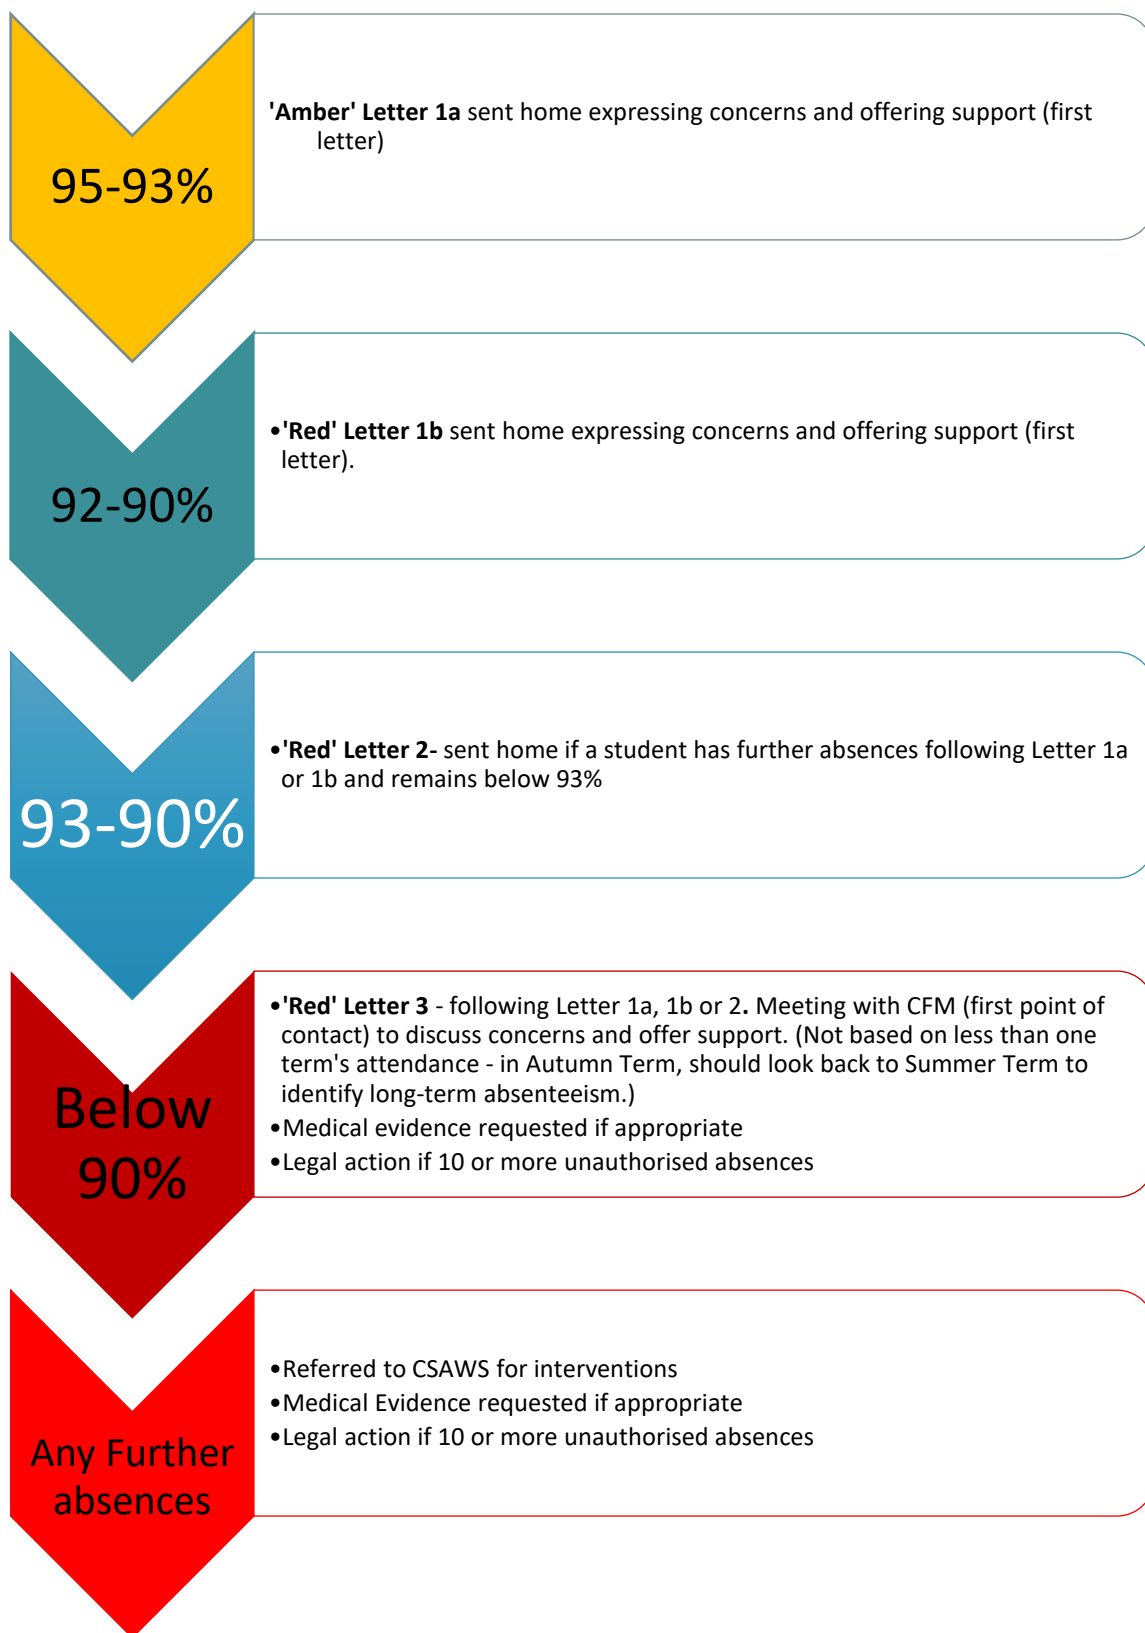 95-93%
'Amber' Letter 1a sent home expressing concerns and offering support (first
letter)
92-90%
•'Red' Letter 1b sent home expressing concerns and offering support (first
letter).
93-90%
•'Red' Letter 2- sent home if a student has further absences following Letter 1a
or 1b and remains below 93%
Below
90%
•'Red' Letter 3 - following Letter 1a, 1b or 2. Meeting with CFM (first point of
contact) to discuss concerns and offer support. (Not based on less than one
term's attendance - in Autumn Term, should look back to Summer Term to
identify long-term absenteeism.)
•Medical evidence requested if appropriate
•Legal action if 10 or more unauthorised absences
Any Further
absences
•Referred to CSAWS for interventions
•Medical Evidence requested if appropriate
•Legal action if 10 or more unauthorised absences